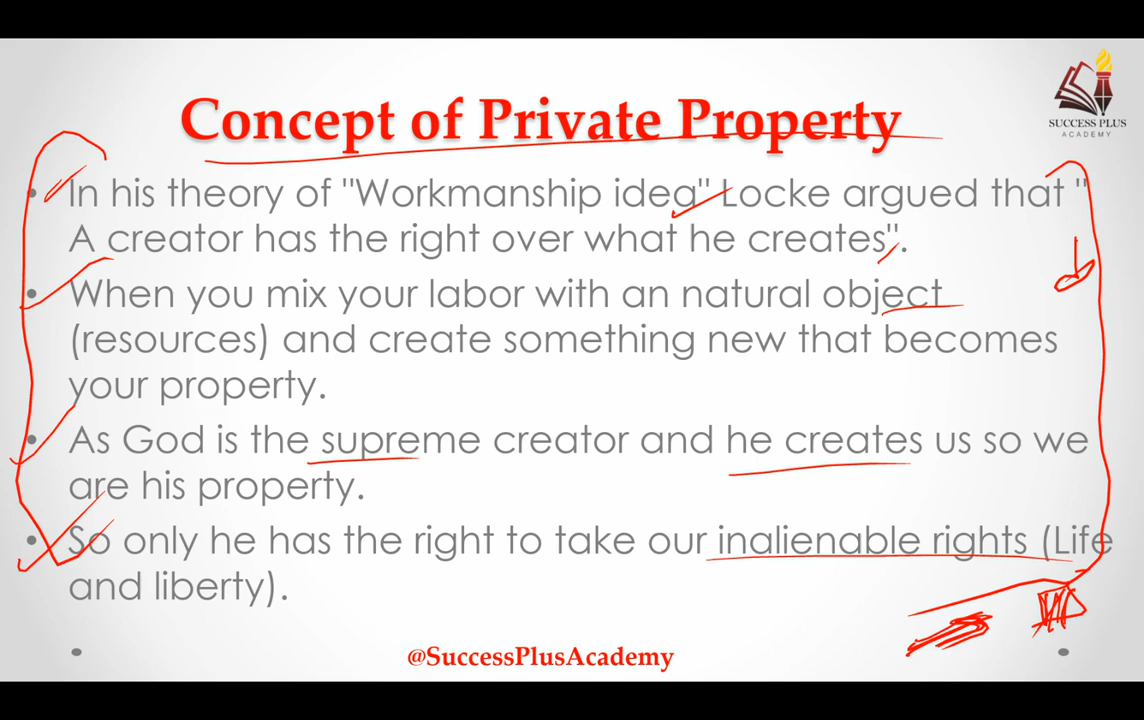 SUCCESS PLUS
ACADEMY
Concept of Private Property
• In his theory of "Workmanship idea" Locke argued that "
A creator has the right over what he creates".
• When you mix your labor with an natural object
(resources) and create something new that becomes
your property.
• As God is the supreme creator and he creates us so we
are his property.
• So only he has the right to take our inalienable rights (Life
and liberty).
@SuccessPlusAcademy